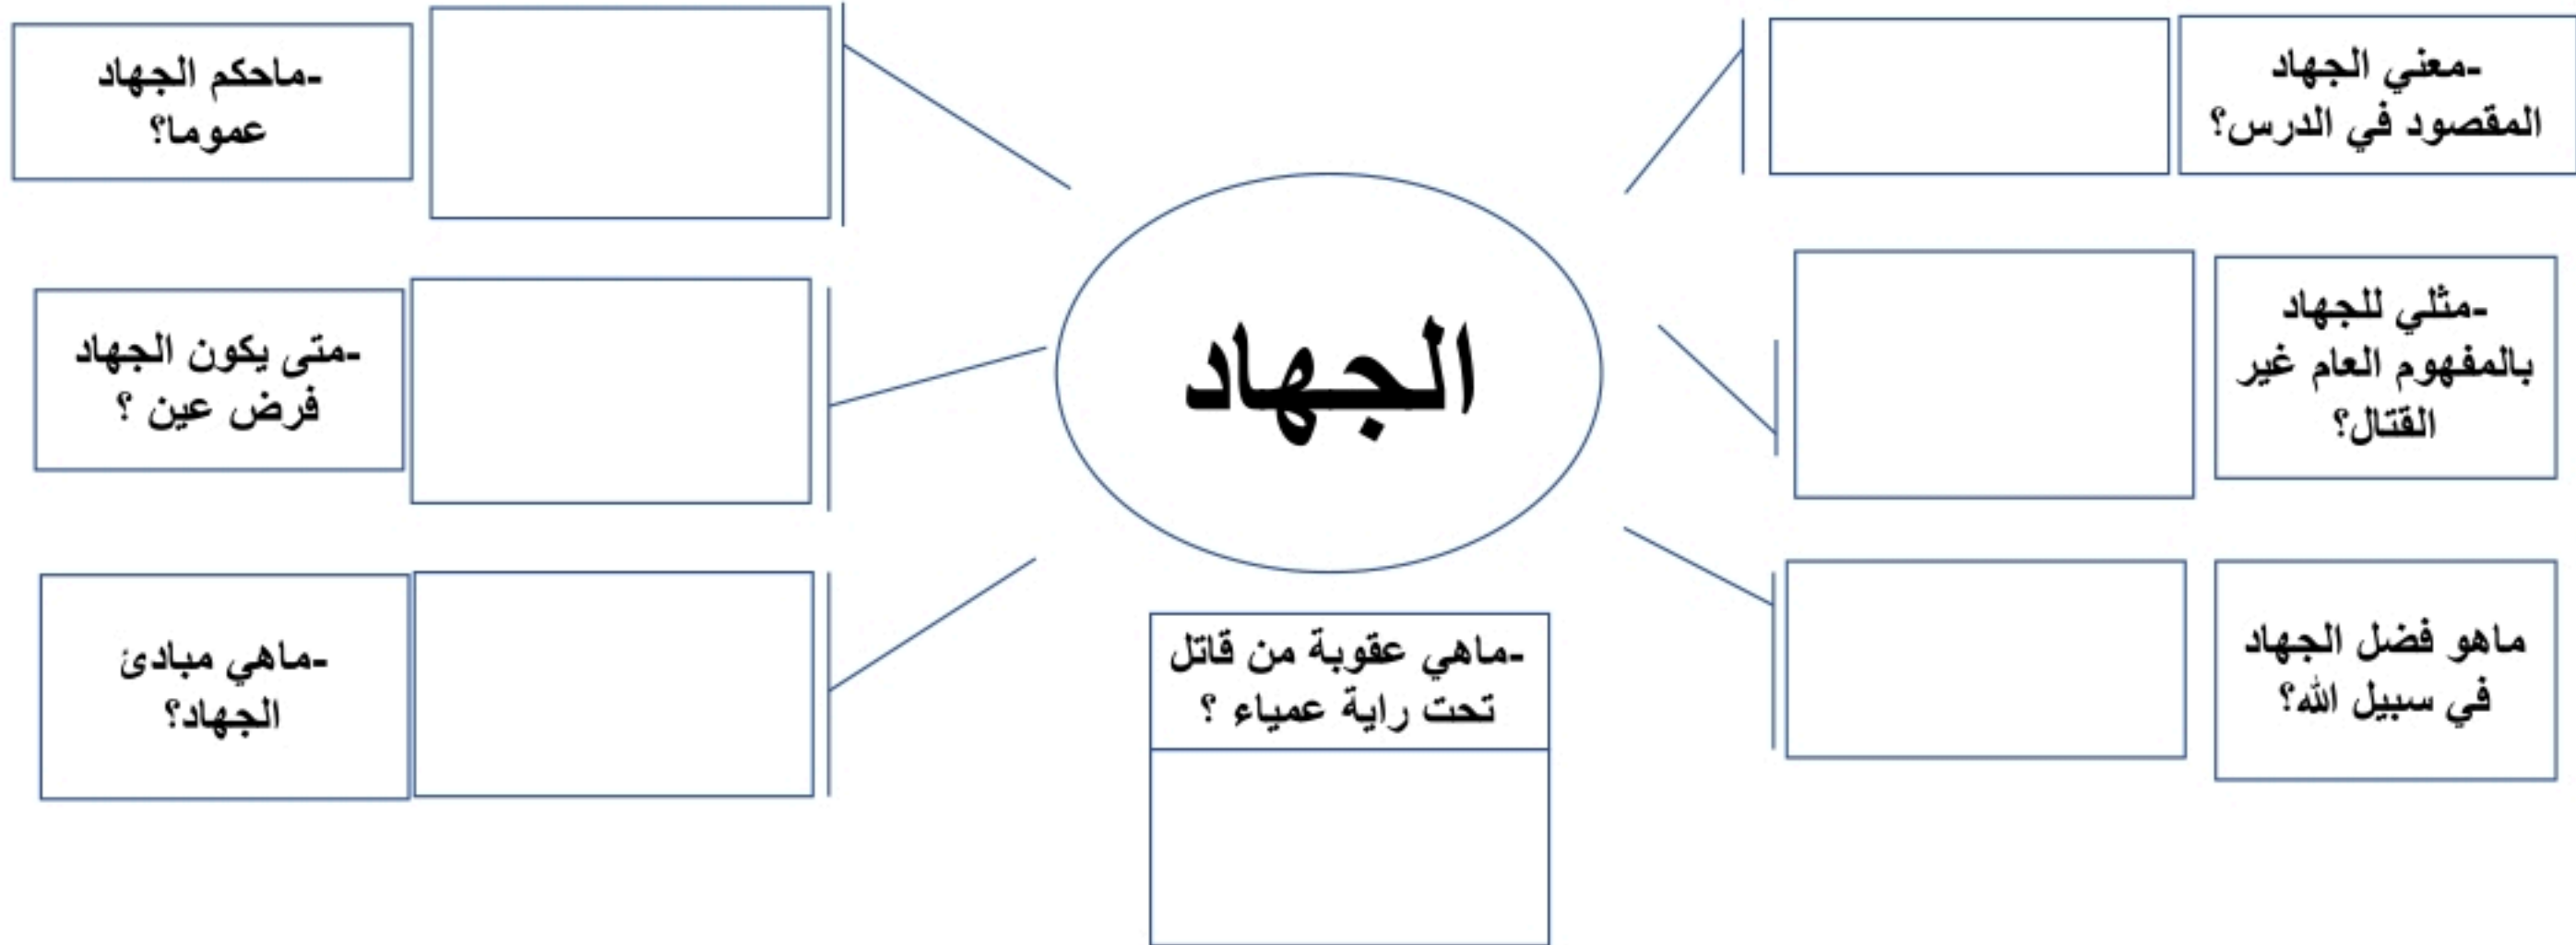 -معني الجهاد
المقصود في الدرس؟
-مثلي للجهاد
بالمفهوم العام غير
القتال؟
ماهو فضل الجهاد
في سبيل الله؟
الجهاد
-ماهي عقوبة من قاتل
تحت راية عمياء ؟
-ماحكم الجهاد
عموما؟
-متى يكون الجهاد
فرض عين ؟
-ماهي مبادئ
الجهاد؟